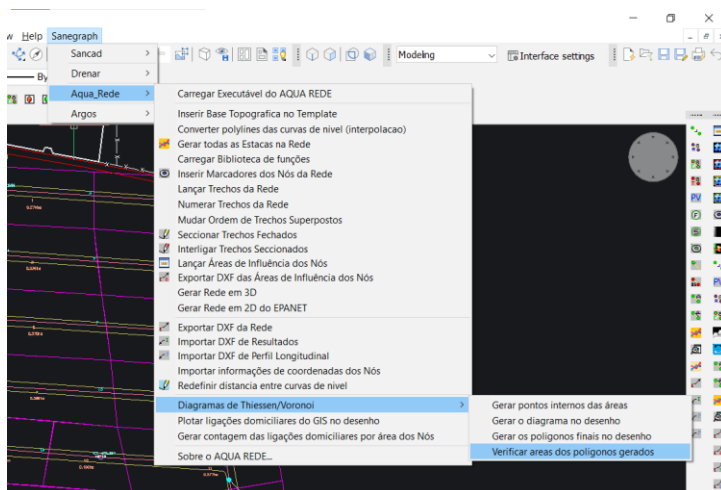 w Help Sanegraph
Sancad
Modeling
Interface settings
Drenar
By
Aqua_Rede
Argos
Carregar Executável do AQUA REDE
Inserir Base Topografica no Template
Converter polylines das curvas de nivel (interpolacao)
Gerar todas as Estacas na Rede
Carregar Biblioteca de funções
Inserir Marcadores dos Nós da Rede
Lançar Trechos da Rede
Numerar Trechos da Rede
Mudar Ordem de Trechos Superpostos
Seccionar Trechos Fechados
Interligar Trechos Seccionados
Lançar Áreas de Influência dos Nós
Exportar DXF das Áreas de Influência dos Nós
Gerar Rede em 3D
Gerar Rede em 2D do EPANET
Exportar DXF da Rede
Importar DXF de Resultados
Importar DXF de Perfil Longitudinal
Importar informações de coordenadas dos Nós
Redefinir distancia entre curvas de nivel
Diagramas de Thiessen/Voronoi
Plotar ligações domiciliares do GIS no desenho
Gerar contagem das ligações domiciliares por área dos Nós
Sobre o AQUA REDE...
Gerar pontos internos das áreas
Gerar o diagrama no desenho
Gerar os poligonos finais no desenho
Verificar areas dos poligonos gerados
PV